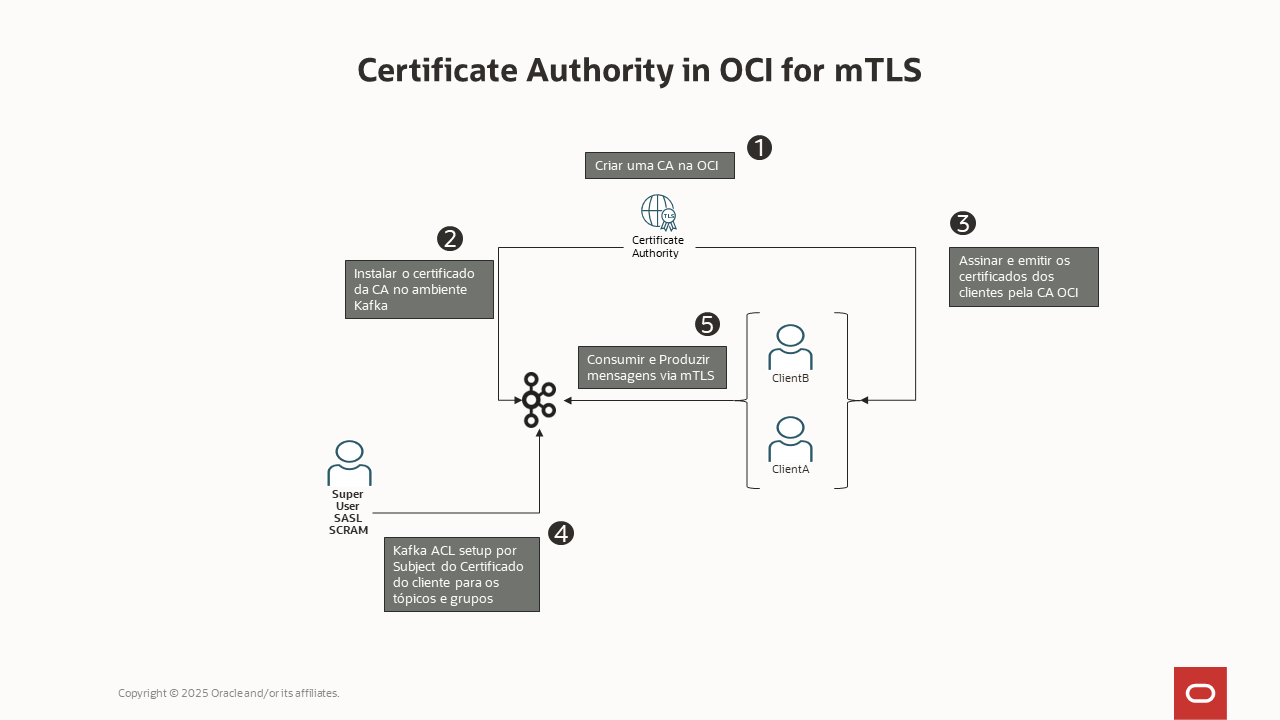 Certificate Authority in OCI for mTLS
1
Criar uma CA na OCI
TLS
Certificate
Authority
2
Instalar o certificado
da CA no ambiente
Kafka
3
Assinar e emitir os
certificados dos
clientes pela CA OCI
5
Consumir e Produzir
mensagens via mTLS
ClientB
ClientA
Super
User
SASL
SCRAM
4
Kafka ACL setup por
Subject do Certificado
do cliente para os
tópicos e grupos
Copyright © 2025 Oracle and/or its affiliates.